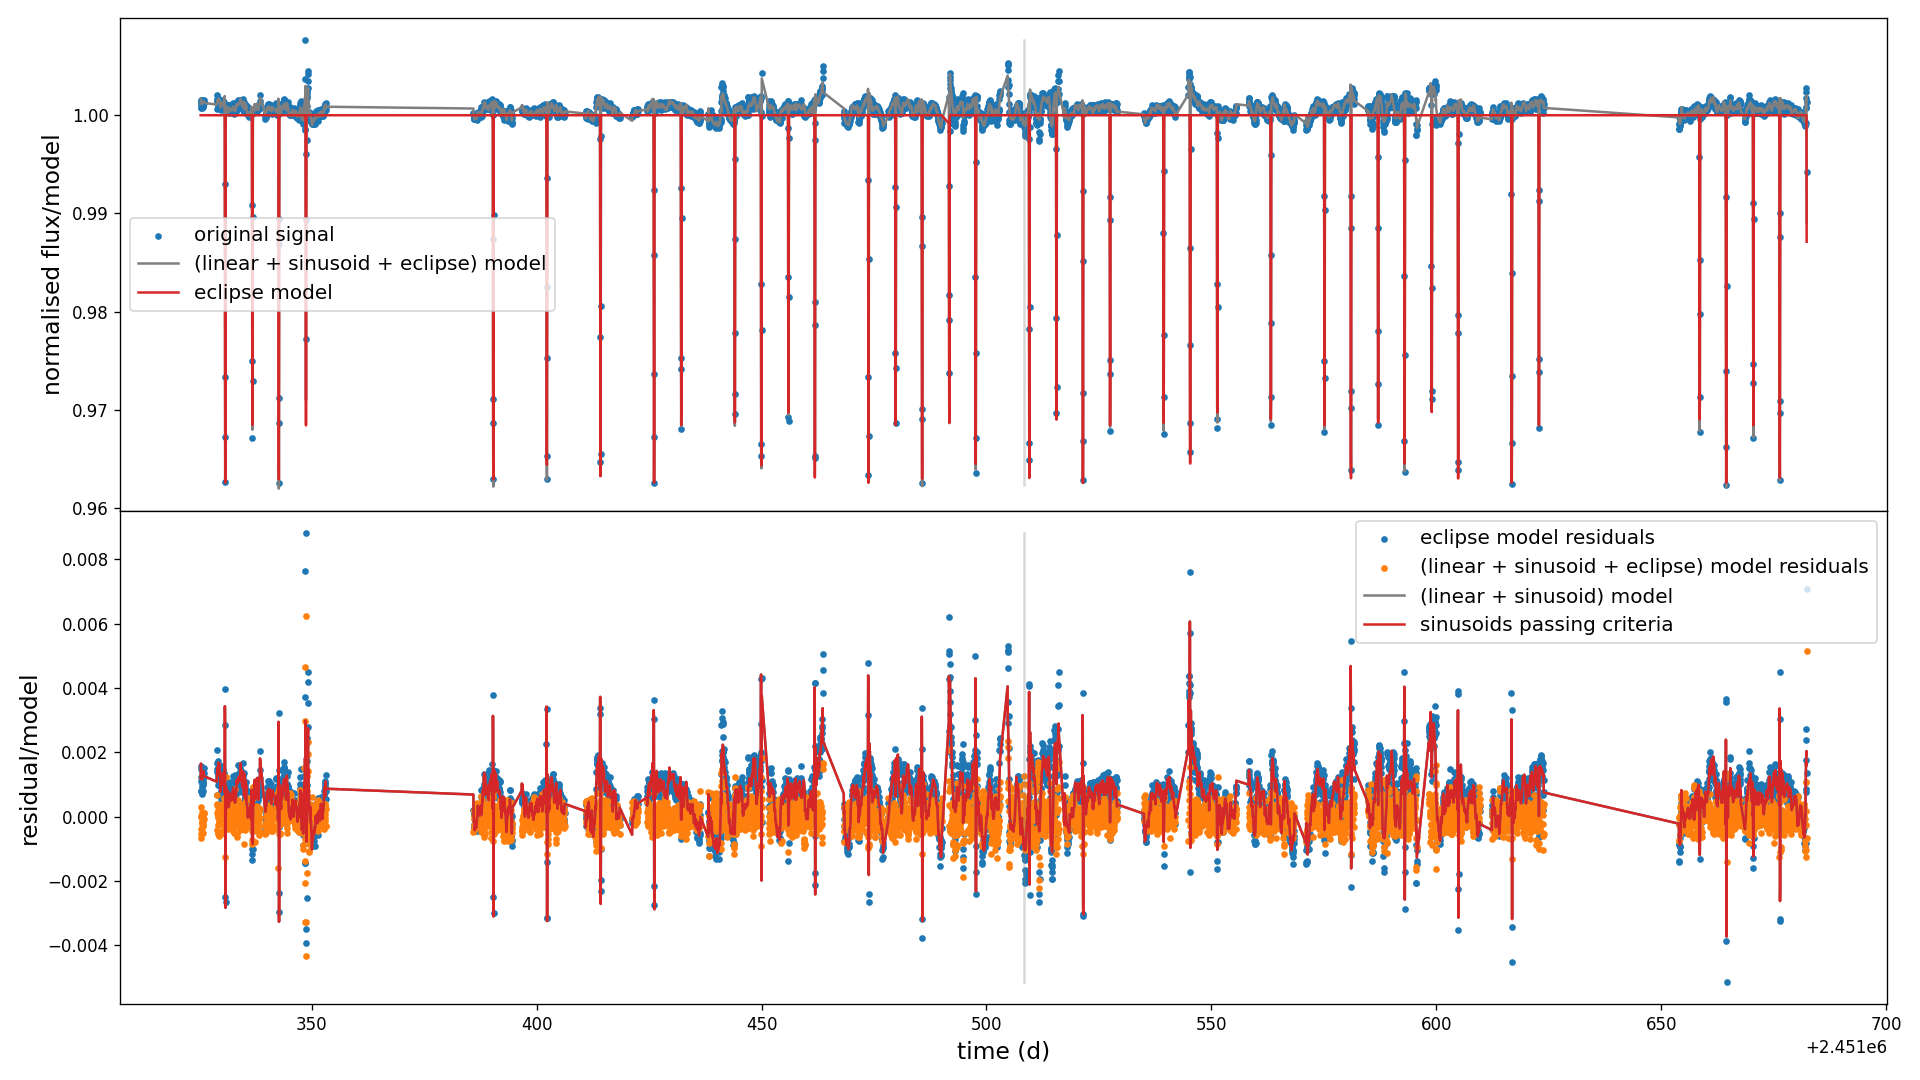 normalised flux/model
1.00
0.99
0.98
0.97
0.96
original signal
(linear + sinusoid + eclipse) model
eclipse model
residual/model
0.008
0.006
0.004
0.002
0.000
−0.002
−0.004
eclipse model residuals
(linear + sinusoid + eclipse) model residuals
(linear + sinusoid) model
sinusoids passing criteria
350 400 450 500 550 600 650 700
time (d)
+2.451e6